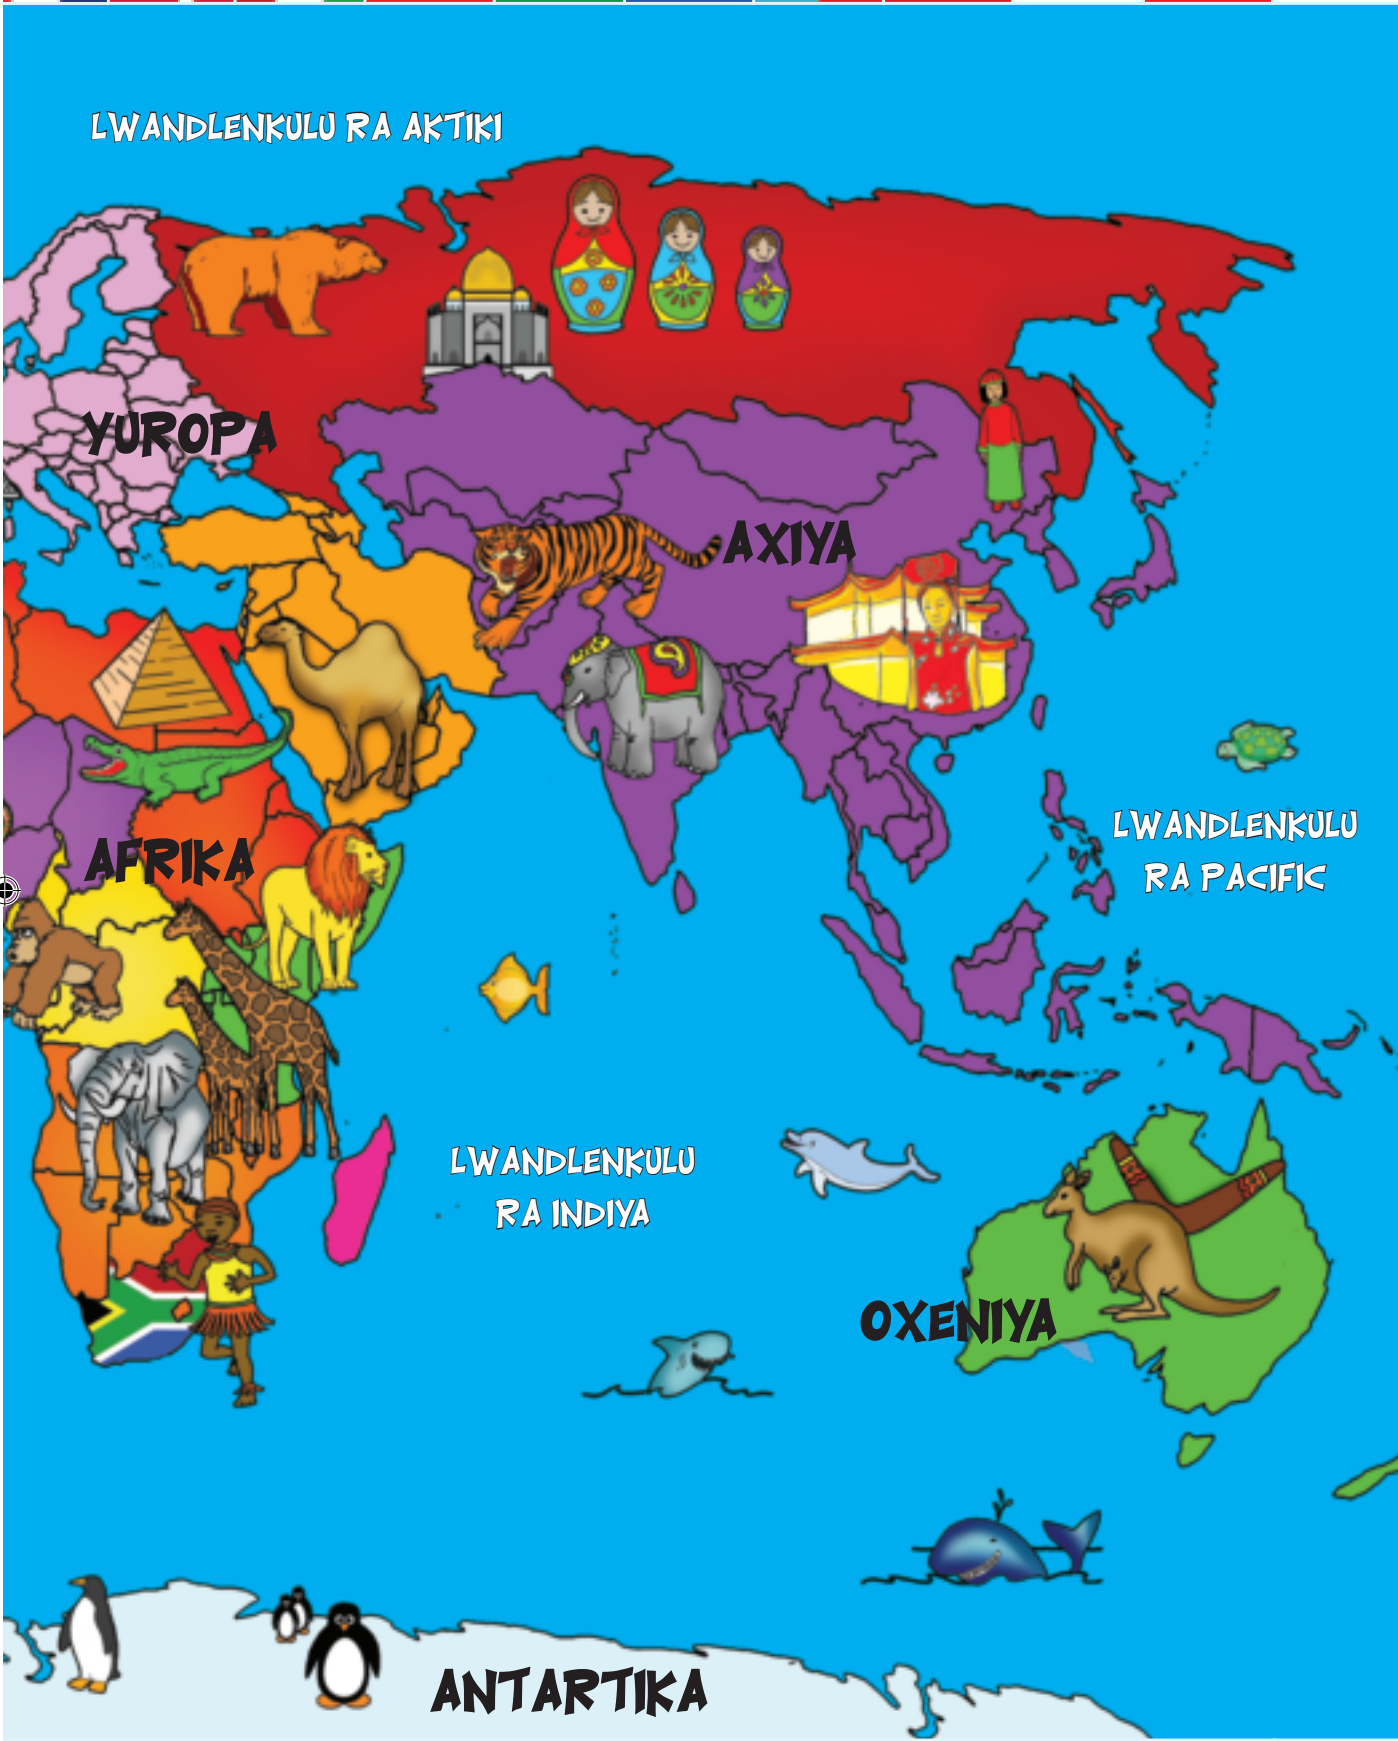 LWANDLENKULU RA AKTIKI
YUROPA
AXIYA
LWANDLENKULU
RA PACIFIC
AFRIKA
LWANDLENKULU
RA INDIYA
OXENIYA
ANTARTIKA